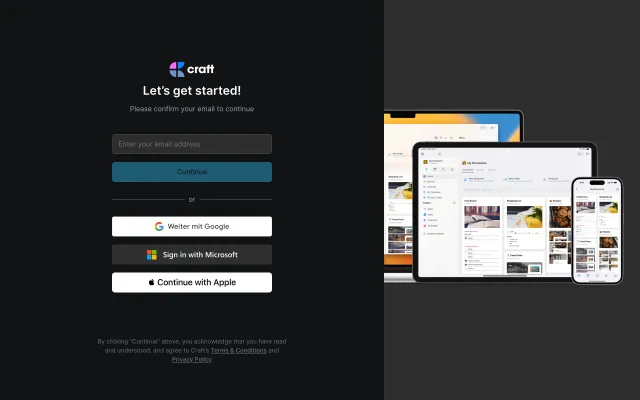 craft
Let's get started!
Please confirm your email to continue
Enter your email address
Continue
or
Weiter mit Google
Sign in with Microsoft
Continue with Apple
By clicking "Continue" above, you acknowledge that you have read
and understood, and agree to Craft's Terms & Conditions and
Privacy Policy
My Documents